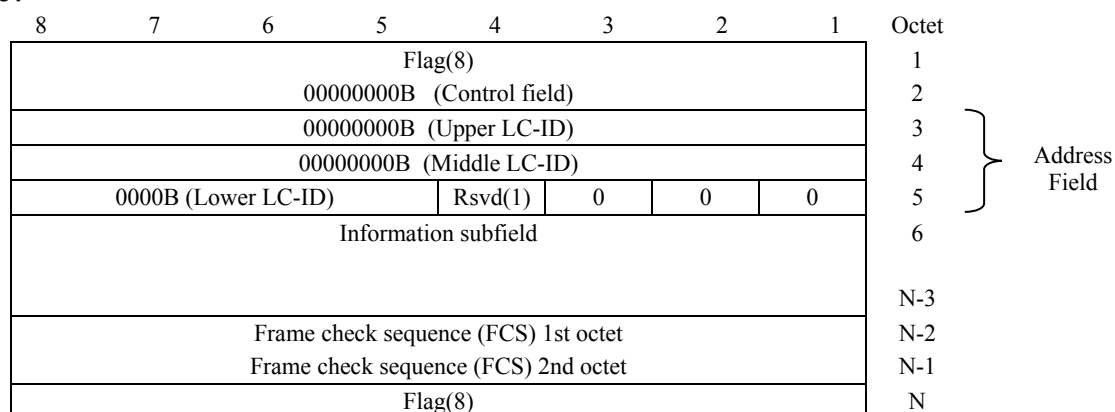 8 7 6 5 4 3 2 1 Octet
Flag(8) 1
00000000B (Control field) 2
00000000B (Upper LC-ID) 3
00000000B (Middle LC-ID) 4
Address
Field
0000B (Lower LC-ID) Rsvd(1) 0 0 0 5
Information subfield 6
N-3
Frame check sequence (FCS) 1st octet N-2
Frame check sequence (FCS) 2nd octet N-1
Flag(8) N